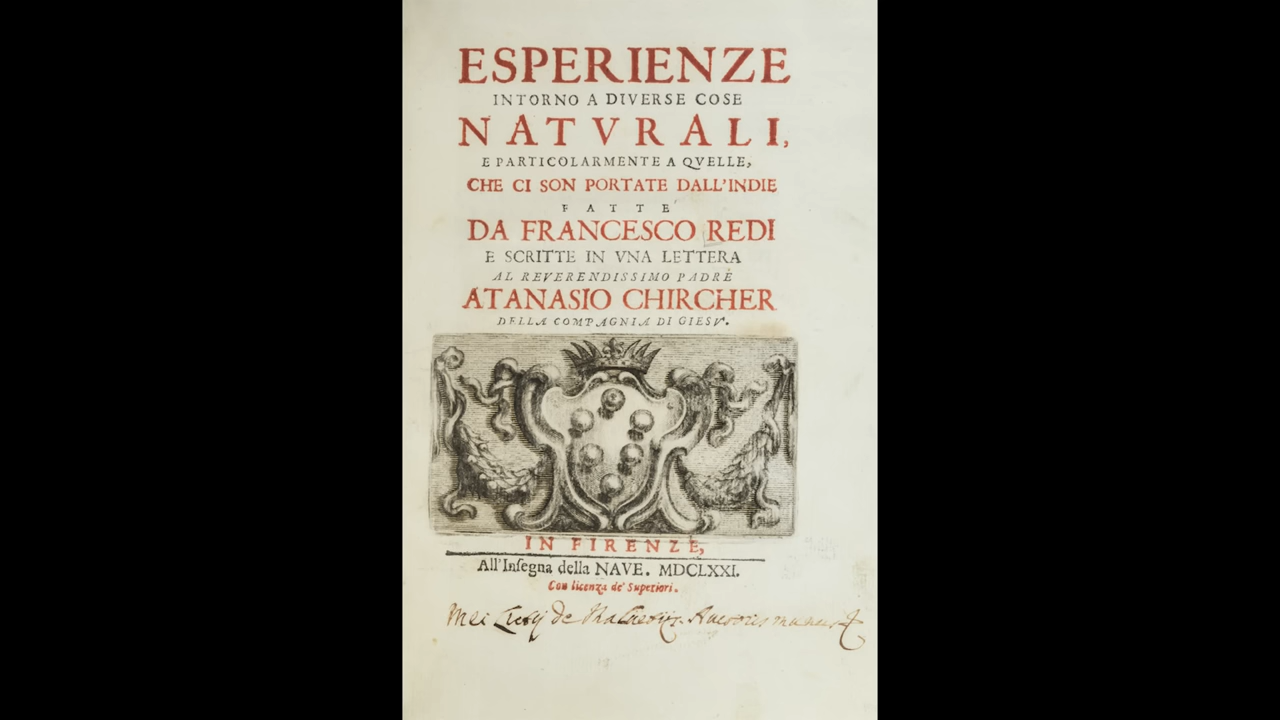 ESPERIENZE
INTORNO A DIVERSE COSE
NATVRALI,
E PARTICOLARMENTE A QVELLE,
CHE CI SON PORTATE DALL'INDIE
FATTE
DA FRANCESCO REDI
E SCRITTE IN VNA LETTERA
AL REVERENDISSIMO PADRE
ATANASIO CHIRCHER
DELLA COMPAGNIA DI GIESV.
IN FIRENZE,
All'Insegna della NAVE. MDCLXXI.
Con licenza de' Superiori.
Mei de